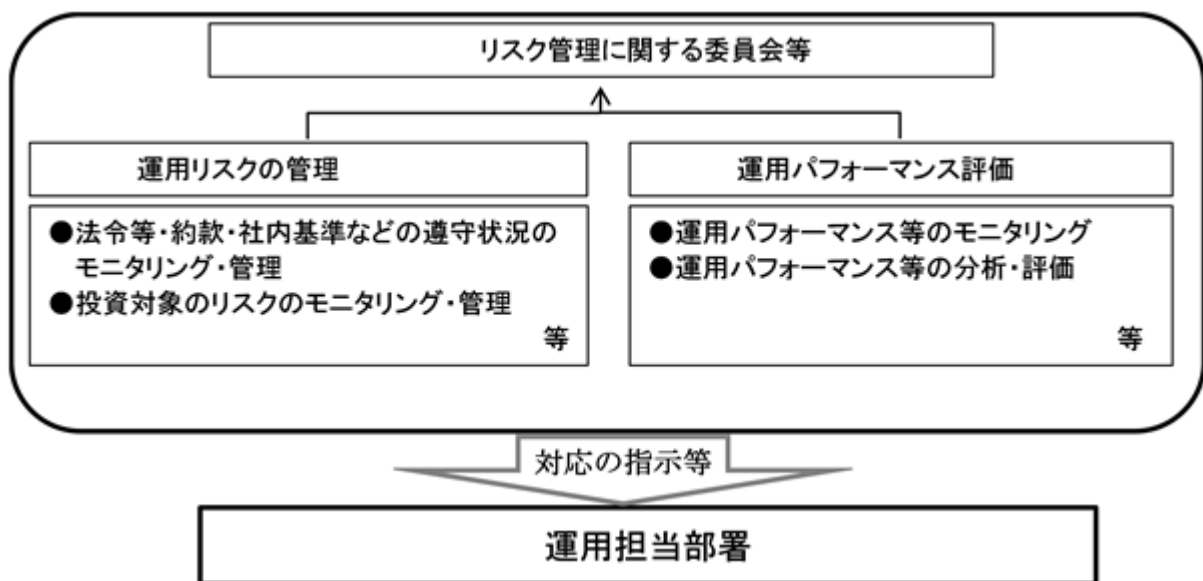 リスク管理に関する委員会等
運用リスクの管理
●法令等・約款・社内基準などの遵守状況の
モニタリング・管理
●投資対象のリスクのモニタリング・管理
等
運用パフォーマンス評価
●運用パフォーマンス等のモニタリング
●運用パフォーマンス等の分析・評価
等
対応の指示等
運用担当部署